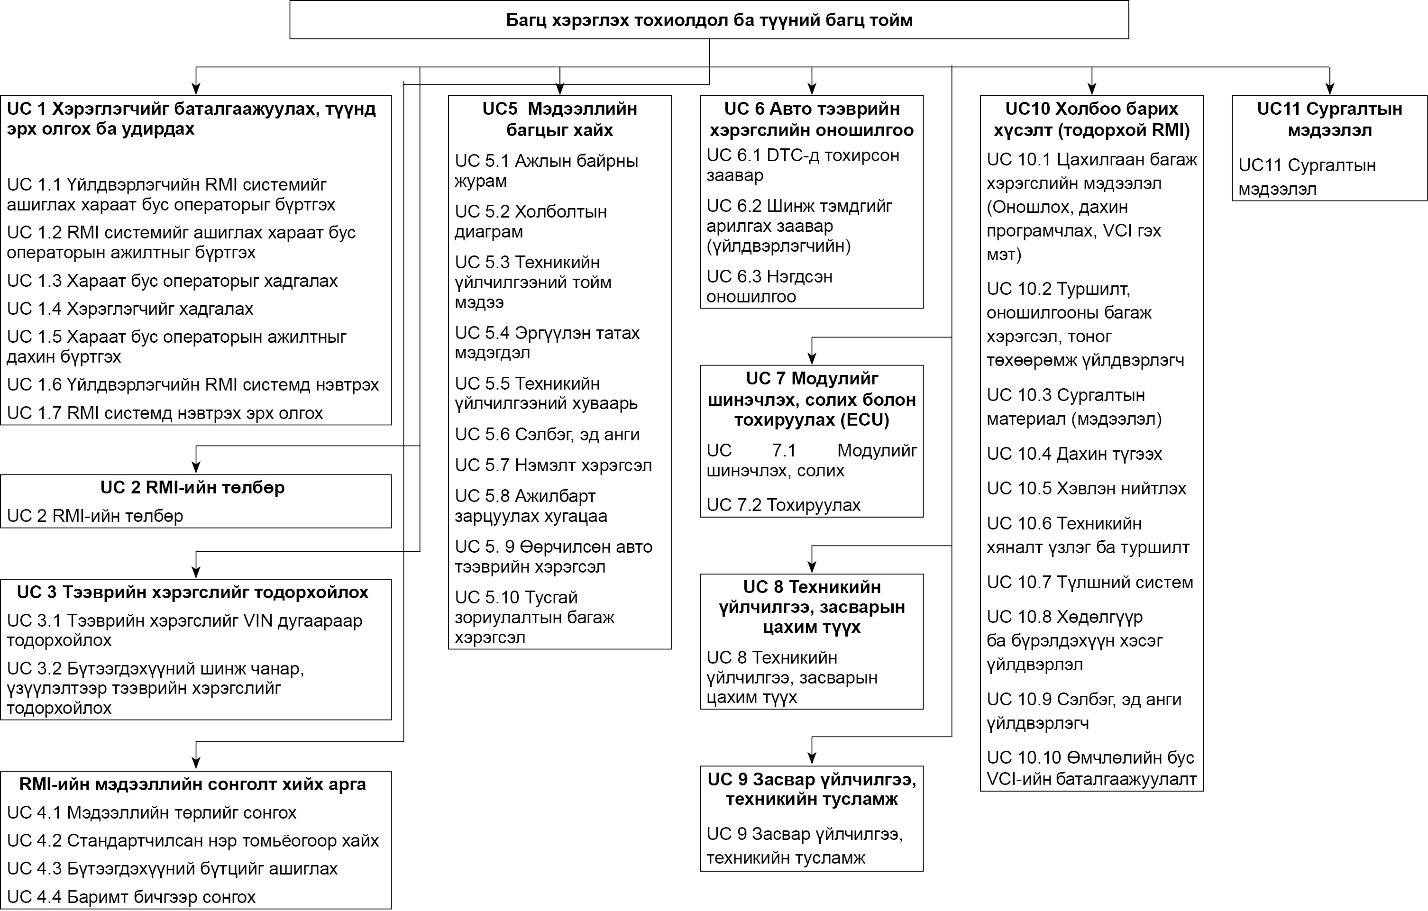 Багц хэрэглэх тохиолдол ба түүний багц тойм
UC 1 Хэрэглэгчийг баталгаажуулах, түүнд
эрх олгох ба удирдах
UC 1.1 Үйлдвэрлэгчийн RMI системийг
ашиглах хараат бус операторыг бүртгэх
UC 1.2 RMI системийг ашиглах хараат бус
операторын ажилтныг бүртгэх
UC 1.3 Хараат бус операторыг хадгалах
UC 1.4 Хэрэглэгчийг хадгалах
UC 1.5 Хараат бус операторын ажилтныг
дахин бүртгэх
UC 1.6 Үйлдвэрлэгчийн RMI системд нэвтрэх
UC 1.7 RMI системд нэвтрэх эрх олгох
UC 2 RMI-ийн төлбөр
UC 2 RMI-ийн төлбөр
UC 3 Тээврийн хэрэгслийг тодорхойлох
UC 3.1 Тээврийн хэрэгслийг VIN дугаараар
тодорхойлох
UC 3.2 Бүтээгдэхүүний шинж чанар,
үзүүлэлтээр тээврийн хэрэгслийг
тодорхойлох
RMI-ийн мэдээллийн сонголт хийх арга
UC 4.1 Мэдээллийн төрлийг сонгох
UC 4.2 Стандартчилсан нэр томьёогоор хайх
UC 4.3 Бүтээгдэхүүний бүтцийг ашиглах
UC 4.4 Баримт бичгээр сонгох
UC5 Мэдээллийн
багцыг хайх
UC 5.1 Ажлын байрны
журам
UC 5.2 Холболтын
диаграм
UC 5.3 Техникийн
үйлчилгээний тойм
мэдээ
UC 5.4 Эргүүлэн татах
мэдэгдэл
UC 5.5 Техникийн
үйлчилгээний хуваарь
UC 5.6 Сэлбэг, эд анги
UC 5.7 Нэмэлт хэрэгсэл
UC 5.8 Ажилбарт
зарцуулах хугацаа
UC 5. 9 Өөрчилсөн авто
тээврийн хэрэгсэл
UC 5.10 Тусгай
зориулалтын багаж
хэрэгсэл
UC 6 Авто тээврийн
хэрэгслийн оношилгоо
UC 6.1 DTC-д тохирсон
заавар
UC 6.2 Шинж тэмдгийг
арилгах заавар
(үйлдвэрлэгчийн)
UC 6.3 Нэгдсэн
оношилгоо
UC 7 Модулийг
шинэчлэх, солих болон
тохируулах (ECU)
UC 7.1 Модулийг
шинэчлэх, солих
UC 7.2 Тохируулах
UC 8 Техникийн
үйлчилгээ, засварын
цахим түүх
UC 8 Техникийн
үйлчилгээ, засварын
цахим түүх
UC 9 Засвар үйлчилгээ,
техникийн тусламж
UC 9 Засвар үйлчилгээ,
техникийн тусламж
UC10 Холбоо барих
хүсэлт (тодорхой RMI)
UC 10.1 Цахилгаан багаж
хэрэгслийн мэдээлэл
(Оношлох, дахин
програмчлах, VCI гэх
мэт)
UC 10.2 Туршилт,
оношилгооны багаж
хэрэгсэл, тоног
төхөөрөмж үйлдвэрлэгч
UC 10.3 Сургалтын
материал (мэдээлэл)
UC 10.4 Дахин түгээх
UC 10.5 Хэвлэн нийтлэх
UC 10.6 Техникийн
хяналт үзлэг ба туршилт
UC 10.7 Түлшний систем
UC 10.8 Хөдөлгүүр
ба бүрэлдэхүүн хэсэг
үйлдвэрлэл
UC 10.9 Сэлбэг, эд анги
үйлдвэрлэгч
UC 10.10 Өмчлөлийн бус
VCI-ийн баталгаажуулалт
UC11 Сургалтын
мэдээлэл
UC11 Сургалтын
мэдээлэл